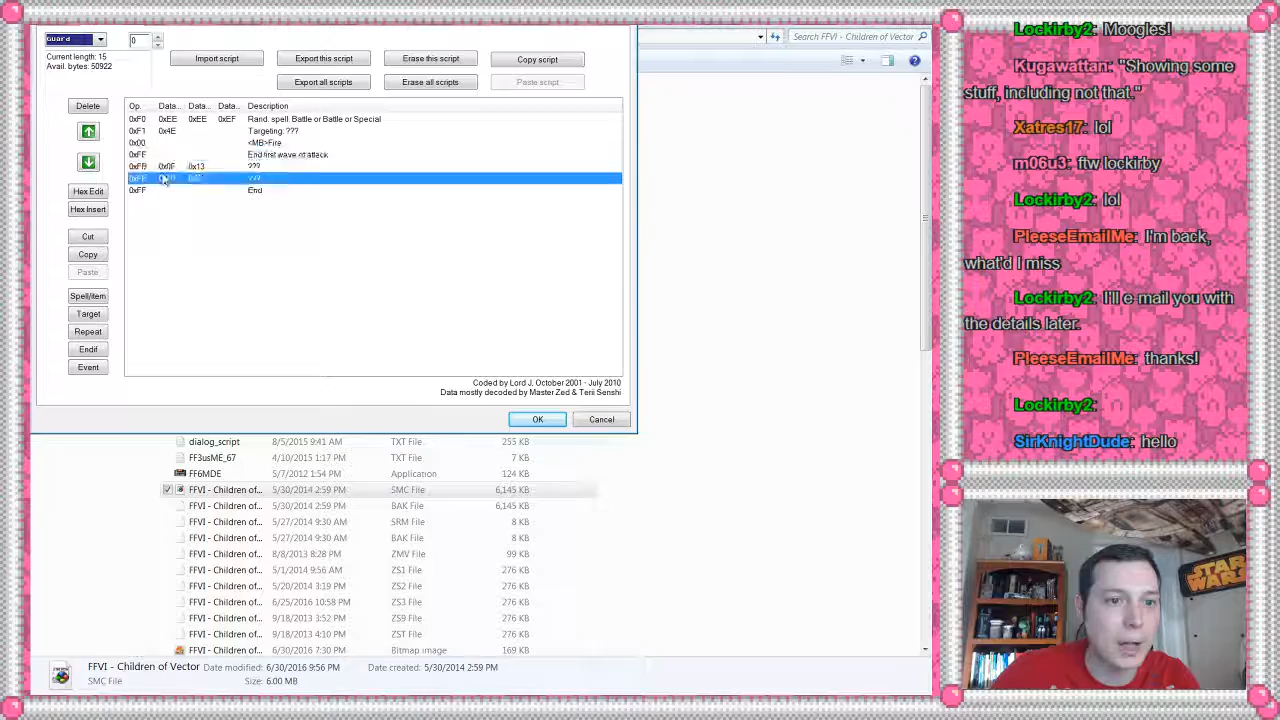 Guard
0
Current length: 15
Avail. bytes: 50922
Import script
Export this script
Erase this script
Copy script
Export all scripts
Erase all scripts
Paste script
Search FFVI - Children of Vector
Delete
Hex Edit
Hex Insert
Cut
Copy
Paste
Spell/item
Target
Repeat
Endif
Event
Op. Data... Data... Data... Description
0xF0 0xEE 0xEE 0xEF Rand. spell: Battle or Battle or Special
0xF1 0x4E Targeting: ???
0x00 <MB>Fire
0xFF End first wave of attack
0xF9 0x0F 0x13 ???
???
0xFF End
Coded by Lord J, October 2001 - July 2010
Data mostly decoded by Master Zed & Terii Senshi
OK
Cancel
dialog_script 8/5/2015 9:41 AM TXT File 255 KB
FF3usME_67 4/10/2015 1:17 PM TXT File 7 KB
FF6MDE 5/7/2012 1:54 PM Application 124 KB
FFVI - Children of... 5/30/2014 2:59 PM SMC File 6,145 KB
FFVI - Children of... 5/30/2014 2:59 PM BAK File 6,145 KB
FFVI - Children of... 5/27/2014 9:30 AM SRM File 8 KB
FFVI - Children of... 5/27/2014 9:30 AM BAK File 8 KB
FFVI - Children of... 8/8/2013 8:28 PM ZMV File 99 KB
FFVI - Children of... 5/1/2014 9:56 AM ZS1 File 276 KB
FFVI - Children of... 5/20/2014 3:19 PM ZS2 File 276 KB
FFVI - Children of... 6/25/2016 10:58 PM ZS3 File 276 KB
FFVI - Children of... 9/18/2013 3:52 PM ZS9 File 276 KB
FFVI - Children of... 9/18/2013 4:10 PM ZST File 276 KB
FFVI - Children of... 6/30/2016 7:30 PM Bitmap image 169 KB
FFVI - Children of Vector Date modified: 6/30/2016 9:56 PM Date created: 5/30/2014 2:59 PM
SMC File Size: 6.00 MB
Lockirby2: Moogles!
Kugawattan: "Showing some
stuff, including not that."
Xatres17: lol
m06u3: ftw lockirby
Lockirby2: lol
PleeseEmailMe: I'm back,
what'd I miss
Lockirby2: I'll e-mail you with
the details later.
PleeseEmailMe: thanks!
Lockirby2:
SirKnightDude: hello
STAR
WARS